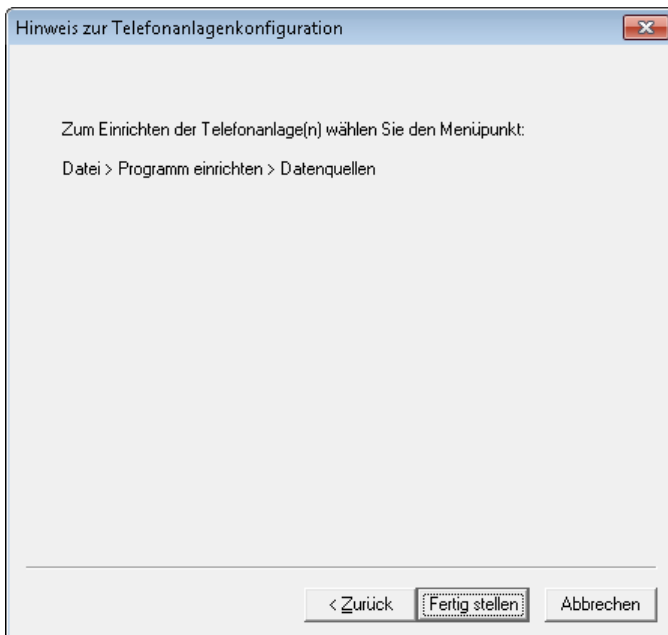 Hinweis zur Telefonanlagenkonfiguration
Zum Einrichten der Telefonanlage(n) wählen Sie den Menüpunkt:
Datei > Programm einrichten > Datenquellen
< Zurück
Fertig stellen
Abbrechen